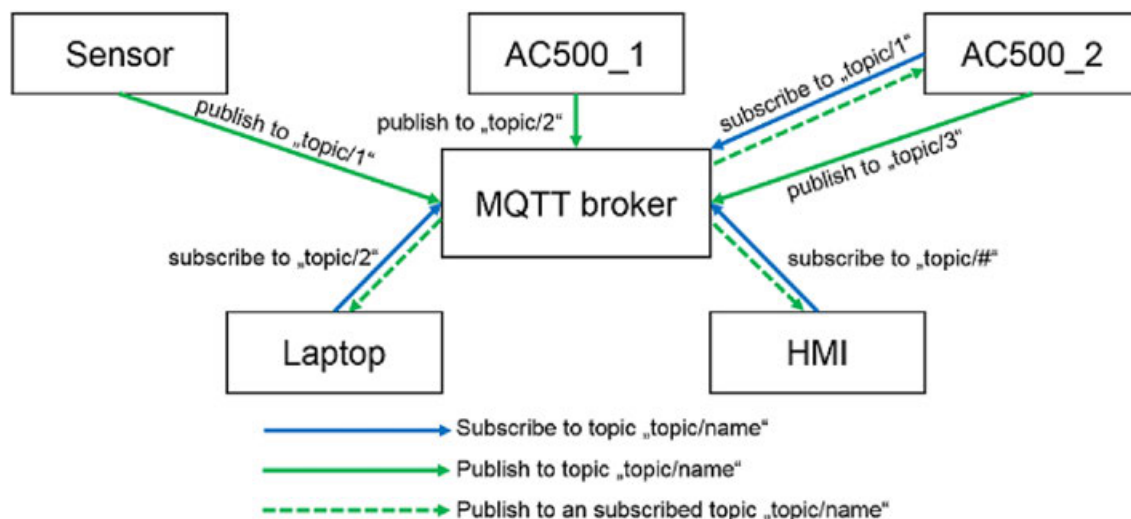 Sensor
AC500_1
AC500_2
publish to „topic/1“
publish to „topic/2“
subscribe to „topic/1“
publish to „topic/3“
MQTT broker
subscribe to „topic/2“
subscribe to „topic/#“
Laptop
HMI
Subscribe to topic „topic/name“
Publish to topic „topic/name“
Publish to an subscribed topic „topic/name“